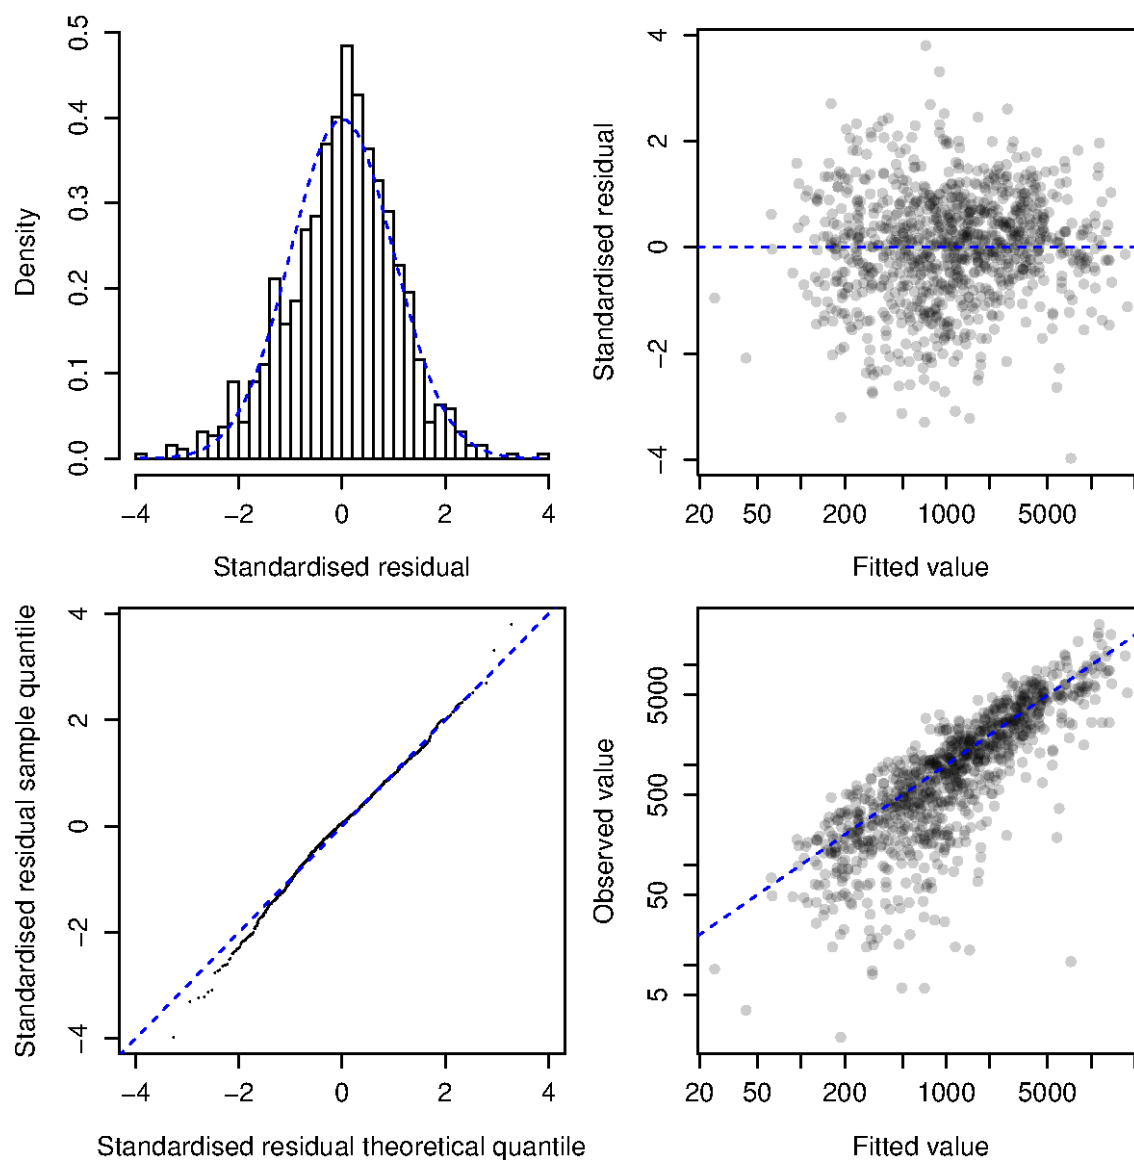 Density
0.0 0.1 0.2 0.3 0.4 0.5
−4 −2 0 2 4
Standardised residual
Standardised residual
−4 −2 0 2 4
20 50 200 1000 5000
Fitted value
Standardised residual sample quantile
−4 −2 0 2 4
−4 −2 0 2 4
Standardised residual theoretical quantile
Observed value
5 50 500 5000
20 50 200 1000 5000
Fitted value